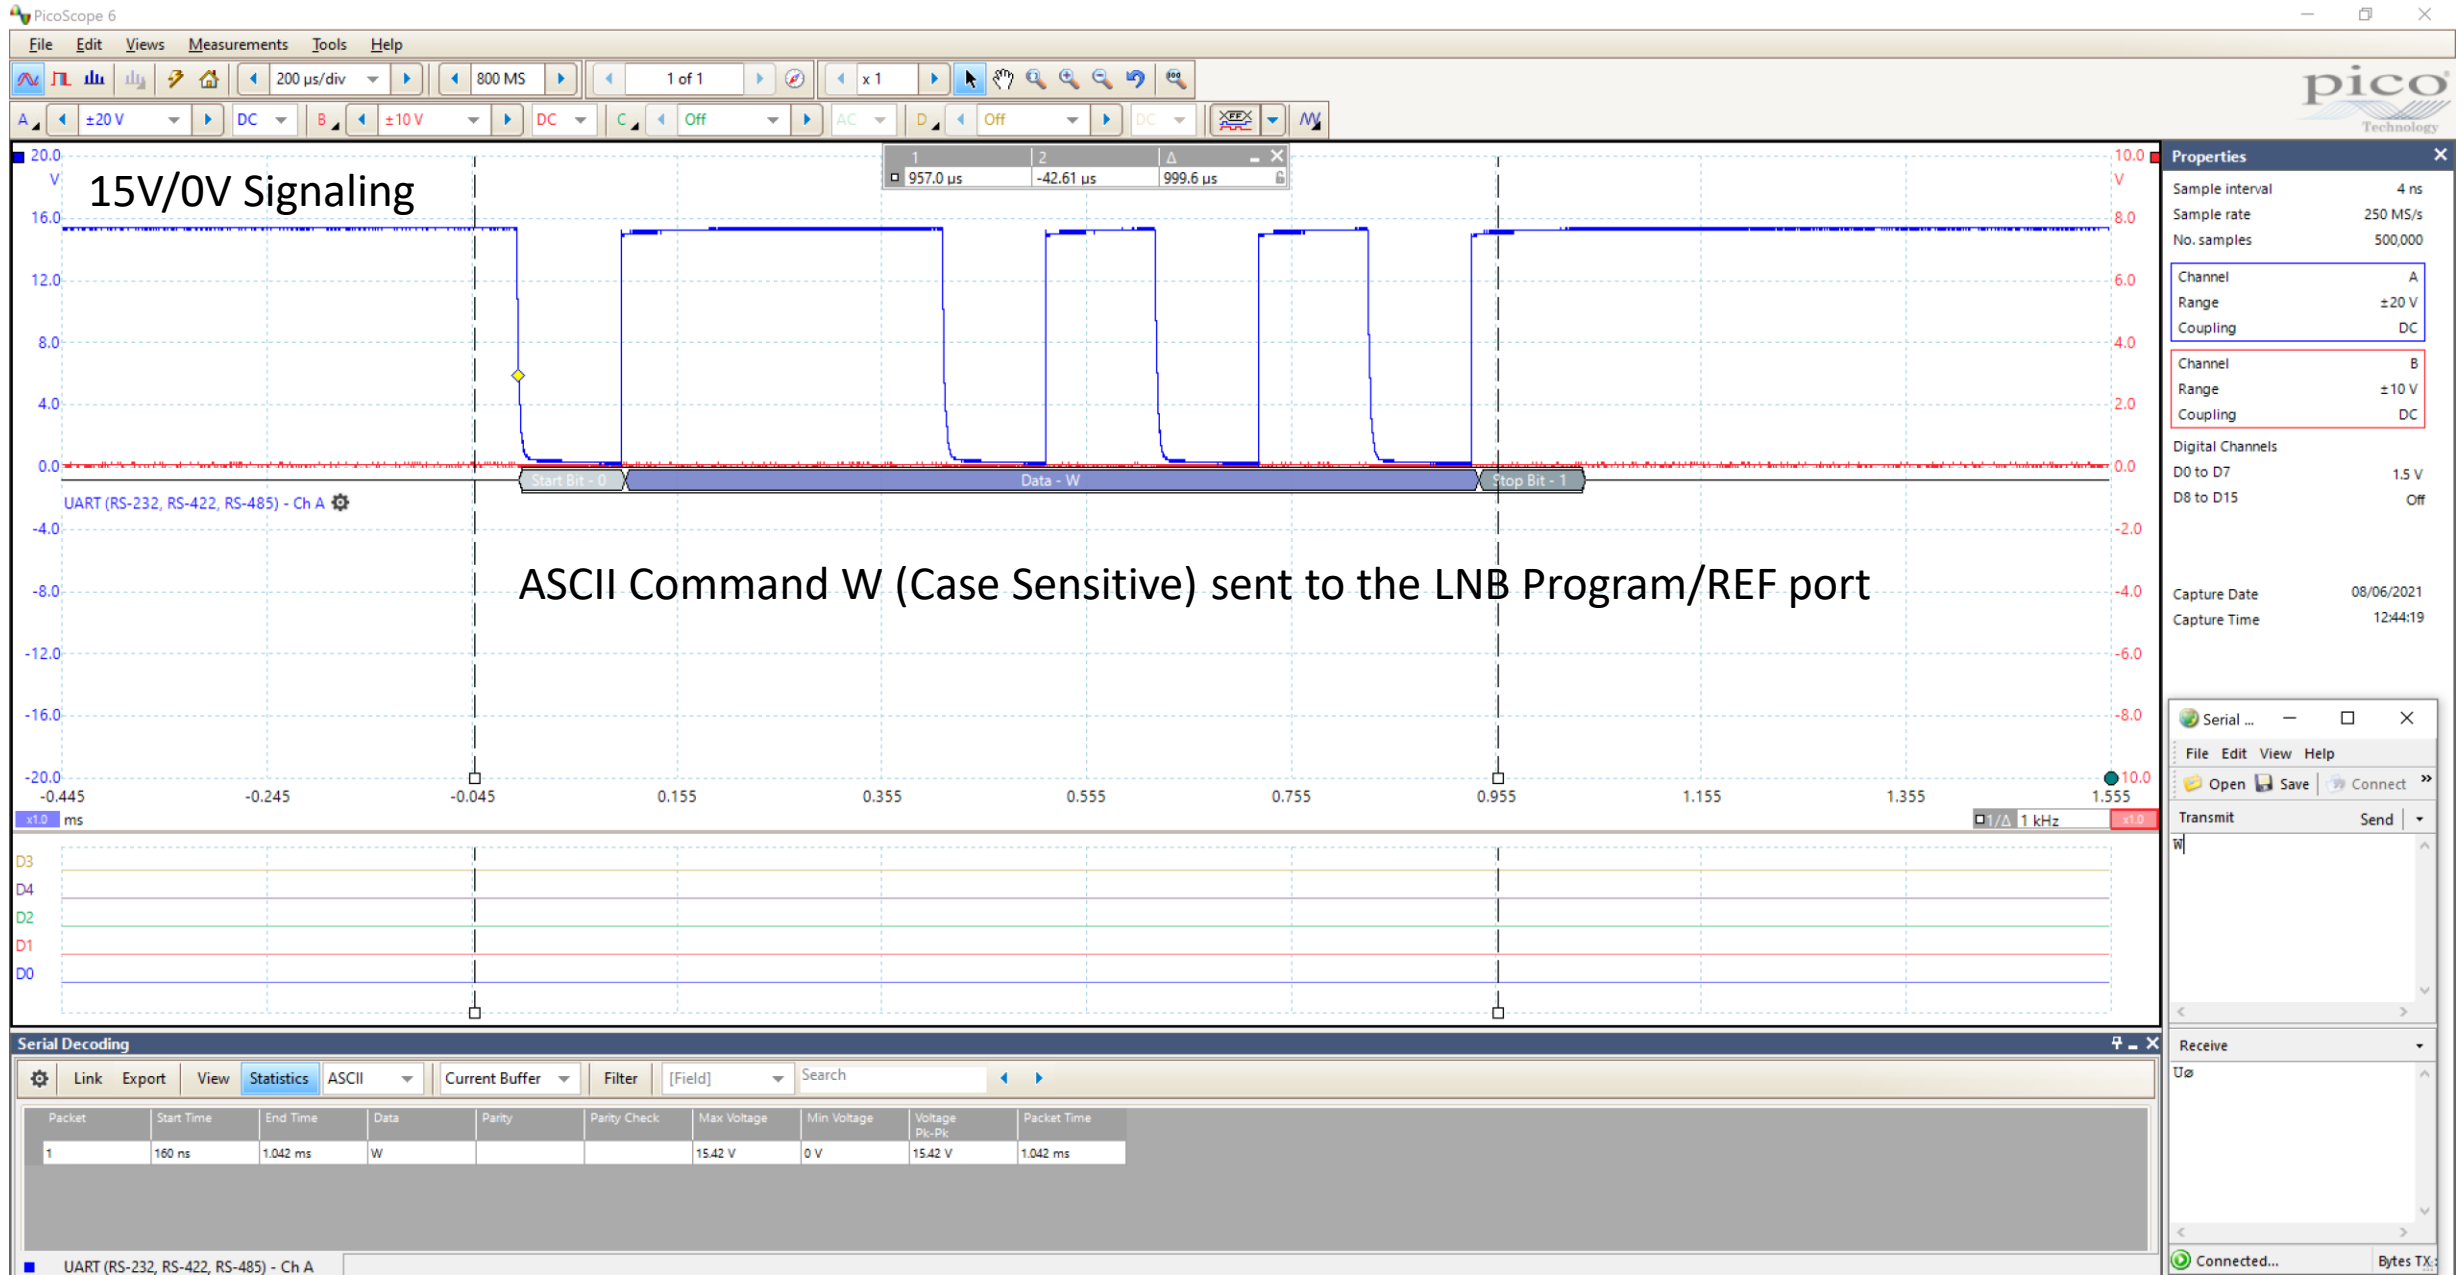 PicoScope 6
File Edit Views Measurements Tools Help
200 µs/div 800 MS 1 of 1 x 1
A ±20 V DC B ±10 V DC C Off AC D Off DC
pico
Technology
1 2 Δ
957.0 µs -42.61 µs 999.6 µs
15V/0V Signaling
20.0 10.0
V V
16.0 8.0
12.0 6.0
8.0 4.0
4.0 2.0
0.0 0.0
Start Bit - 0 Data - W Stop Bit - 1
UART (RS-232, RS-422, RS-485) - Ch A
-4.0 -2.0
ASCII Command W (Case Sensitive) sent to the LNB Program/REF port
-8.0 -4.0
-12.0 -6.0
-16.0 -8.0
-20.0 10.0
-0.445 -0.245 -0.045 0.155 0.355 0.555 0.755 0.955 1.155 1.355 1.555
x1.0 ms 1/Δ 1 kHz x1.0
D3
D4
D2
D1
D0
Properties
Sample interval 4 ns
Sample rate 250 MS/s
No. samples 500,000
Channel A
Range ±20 V
Coupling DC
Channel B
Range ±10 V
Coupling DC
Digital Channels
D0 to D7 1.5 V
D8 to D15 Off
Capture Date 08/06/2021
Capture Time 12:44:19
Serial ...
File Edit View Help
Open Save Connect »
Transmit Send
W
Receive
Uø
Connected... Bytes TX:
Serial Decoding
Link Export View Statistics ASCII Current Buffer Filter [Field] Search
Packet Start Time End Time Data Parity Parity Check Max Voltage Min Voltage Voltage Pk-Pk Packet Time
1 160 ns 1.042 ms W 15.42 V 0 V 15.42 V 1.042 ms
UART (RS-232, RS-422, RS-485) - Ch A